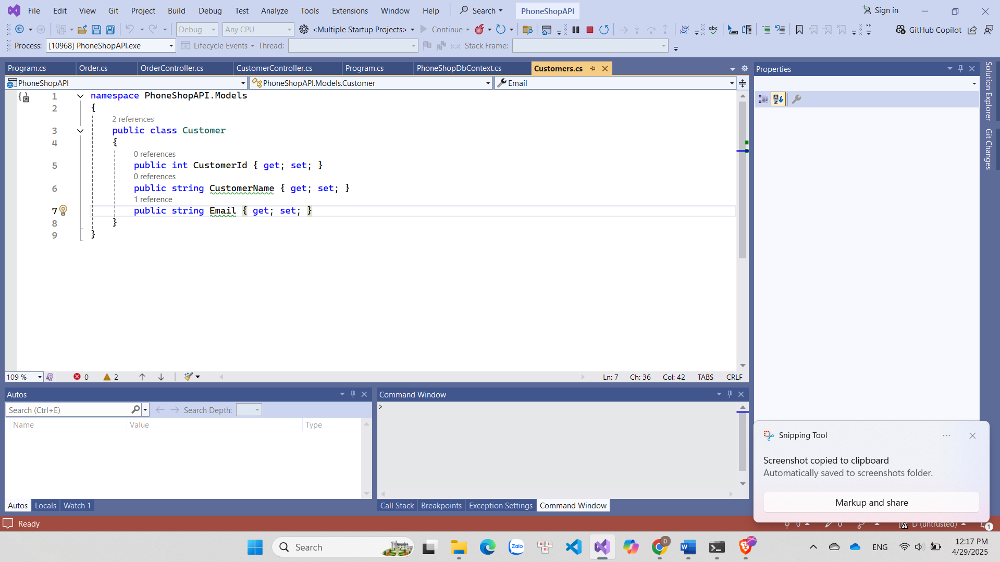 File Edit View Git Project Build Debug Test Analyze Tools Extensions Window Help Search PhoneShopAPI Sign in
Debug Any CPU <Multiple Startup Projects> Continue abc GitHub Copilot
Process: [10968] PhoneShopAPI.exe Lifecycle Events Thread: Stack Frame:
Program.cs Order.cs OrderController.cs CustomerController.cs Program.cs PhoneShopDbContext.cs Customers.cs
PhoneShopAPI PhoneShopAPI.Models.Customer Email
1 namespace PhoneShopAPI.Models
2 {
2 references
3 public class Customer
4 {
0 references
5 public int CustomerId { get; set; }
0 references
6 public string CustomerName { get; set; }
1 reference
7 public string Email { get; set; }
8 }
9 }
109 % 0 2 Ln: 7 Ch: 36 Col: 42 TABS CRLF
Properties
Solution Explorer
Git Changes
Autos
Search (Ctrl+E) Search Depth:
Name Value Type
Autos Locals Watch 1
Command Window
>
Call Stack Breakpoints Exception Settings Command Window
Snipping Tool
Screenshot copied to clipboard
Automatically saved to screenshots folder.
Markup and share
Ready 0 0 D (untrusted) 1
Search Zalo D ENG 12:17 PM
4/29/2025